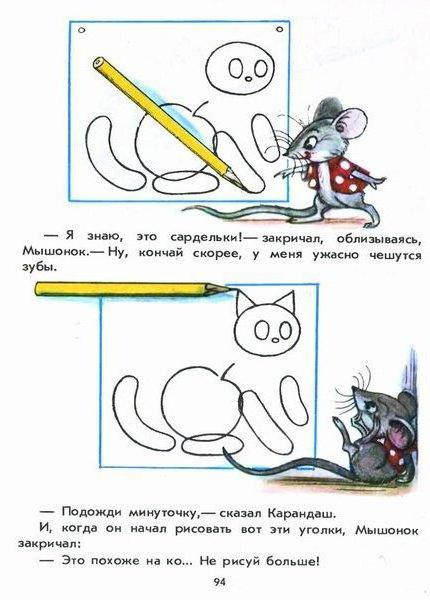 — Я знаю, это сардельки!— закричал, облизываясь,
Мышонок.— Ну, кончай скорее, у меня ужасно чешутся
зубы.
— Подожди минуточку,— сказал Карандаш.
И, когда он начал рисовать вот эти уголки, Мышонок
закричал:
— Это похоже на ко... Не рисуй больше!
94